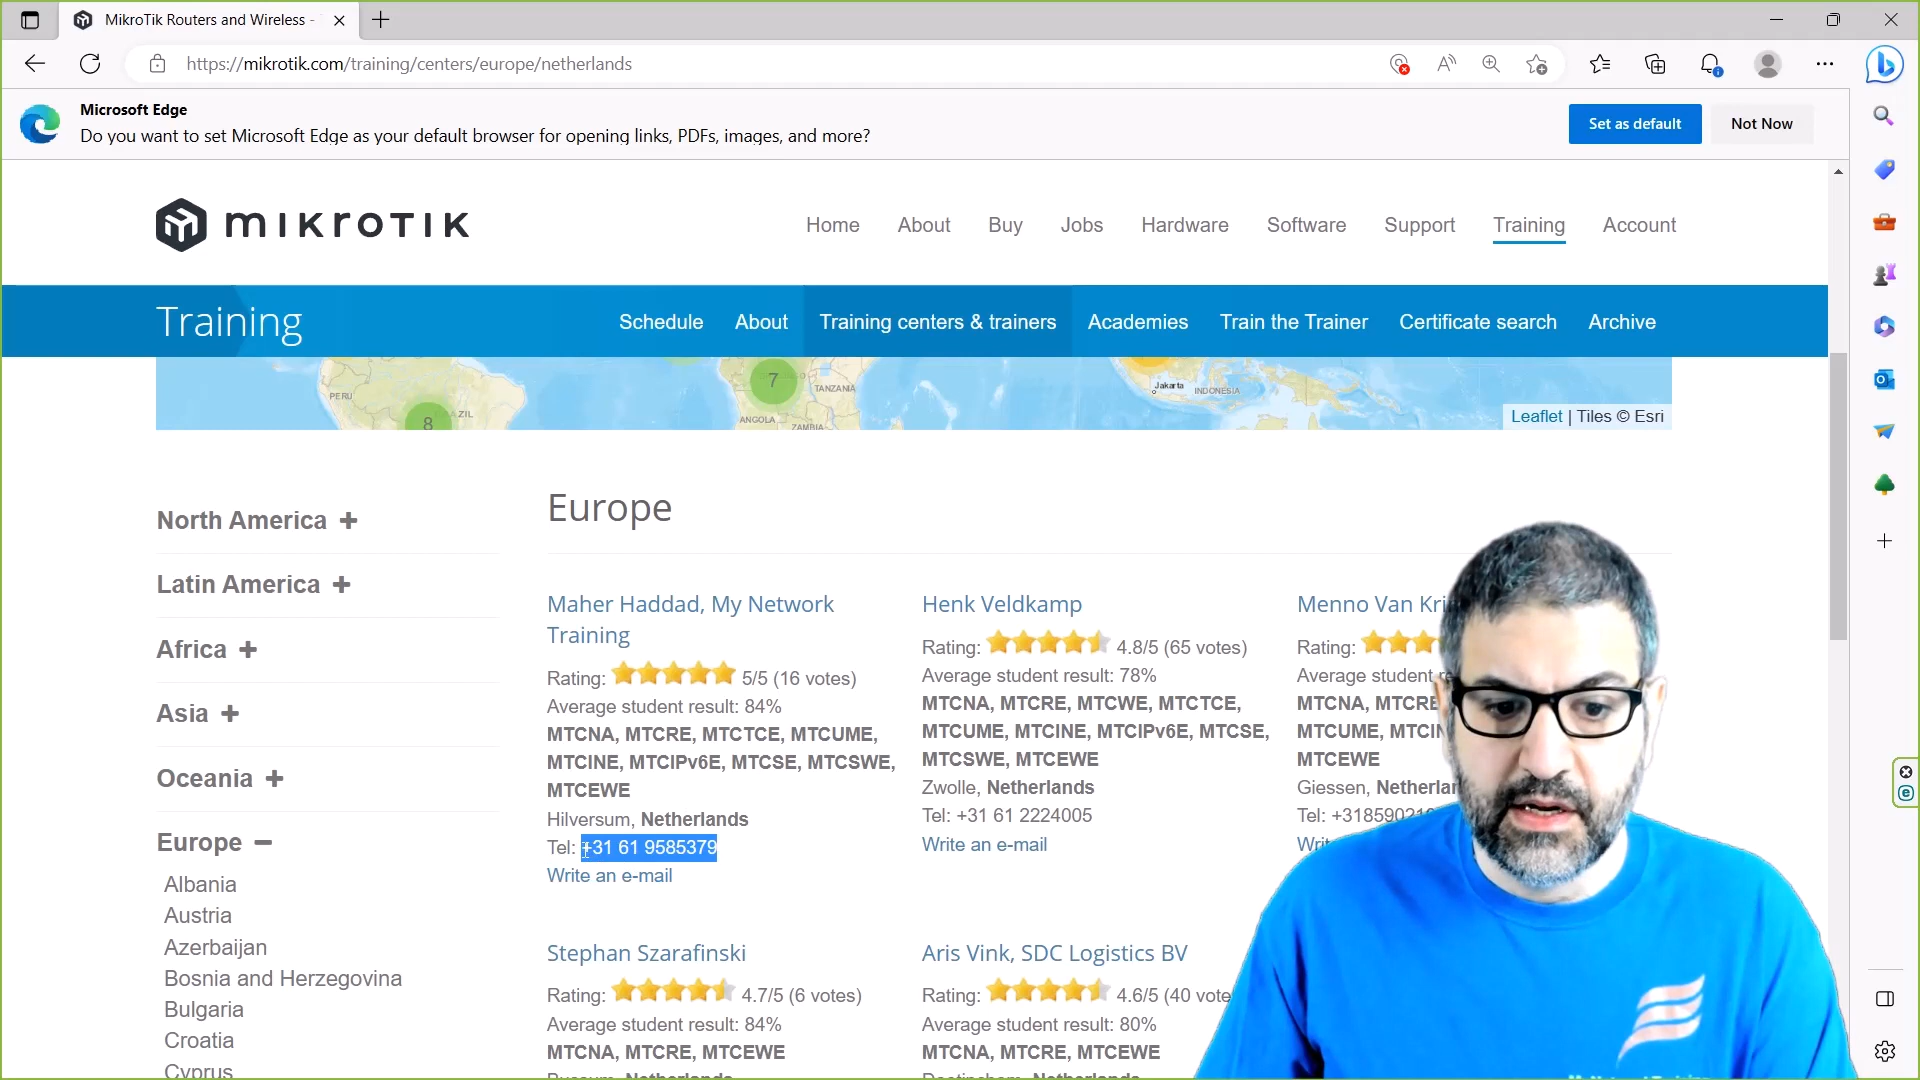 MikroTik Routers and Wireless -
https://mikrotik.com/training/centers/europe/netherlands
Microsoft Edge
Do you want to set Microsoft Edge as your default browser for opening links, PDFs, images, and more?
Set as default
Not Now
MIKROTIK
Home About Buy Jobs Hardware Software Support Training Account
Training
Schedule About Training centers & trainers Academies Train the Trainer Certificate search Archive
PERU
8
7
TANZANIA
ANGOLA
Jakarta
INDONESIA
Leaflet | Tiles © Esri
North America +
Latin America +
Africa +
Asia +
Oceania +
Europe −
Albania
Austria
Azerbaijan
Bosnia and Herzegovina
Bulgaria
Croatia
Cyprus
Europe
Maher Haddad, My Network
Training
Rating: 5/5 (16 votes)
Average student result: 84%
MTCNA, MTCRE, MTCTCE, MTCUME,
MTCINE, MTCIPv6E, MTCSE, MTCSWE,
MTCEWE
Hilversum, Netherlands
Tel: +31 61 9585379
Write an e-mail
Henk Veldkamp
Rating: 4.8/5 (65 votes)
Average student result: 78%
MTCNA, MTCRE, MTCWE, MTCTCE,
MTCUME, MTCINE, MTCIPv6E, MTCSE,
MTCSWE, MTCEWE
Zwolle, Netherlands
Tel: +31 61 2224005
Write an e-mail
Menno Van
Rating:
Average student
MTCNA, MTCRE
MTCUME,
MTCEWE
Giessen,
Tel:
Stephan Szarafinski
Rating: 4.7/5 (6 votes)
Average student result: 84%
MTCNA, MTCRE, MTCEWE
Aris Vink, SDC Logistics BV
Rating: 4.6/5 (40
Average student result: 80%
MTCNA, MTCRE, MTCEWE